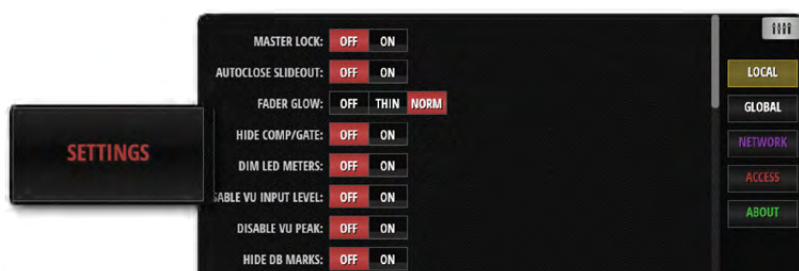 MASTER LOCK: OFF ON
AUTOCLOSE SLIDEOUT: OFF ON
LOCAL
FADER GLOW: OFF THIN NORM
GLOBAL
HIDE COMP/GATE: OFF ON
NETWORK
SETTINGS
DIM LED METERS: OFF ON
ACCESS
SABLE VU INPUT LEVEL: OFF ON
ABOUT
DISABLE VU PEAK: OFF ON
HIDE DB MARKS: OFF ON